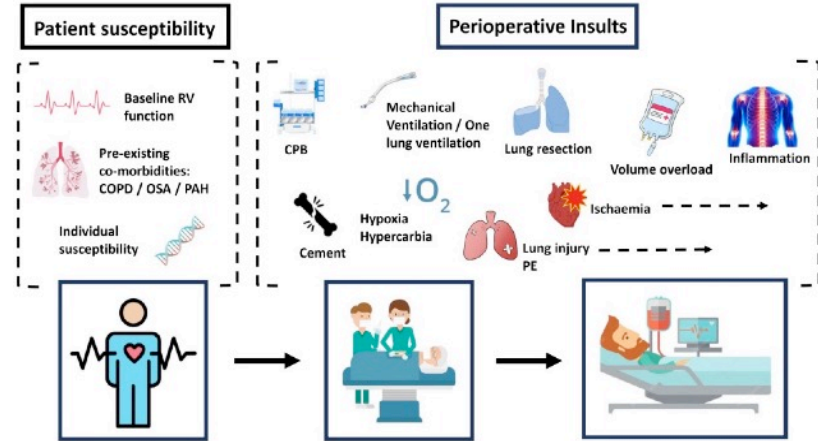 Patient susceptibility
Perioperative Insults
Baseline RV
function
Pre-existing
co-morbidities:
COPD / OSA / PAH
Individual
susceptibility
CPB
Mechanical
Ventilation / One
lung ventilation
Lung resection
Volume overload
Inflammation
Cement
↓O2
Hypoxia
Hypercarbia
Lung injury
PE
Ischaemia